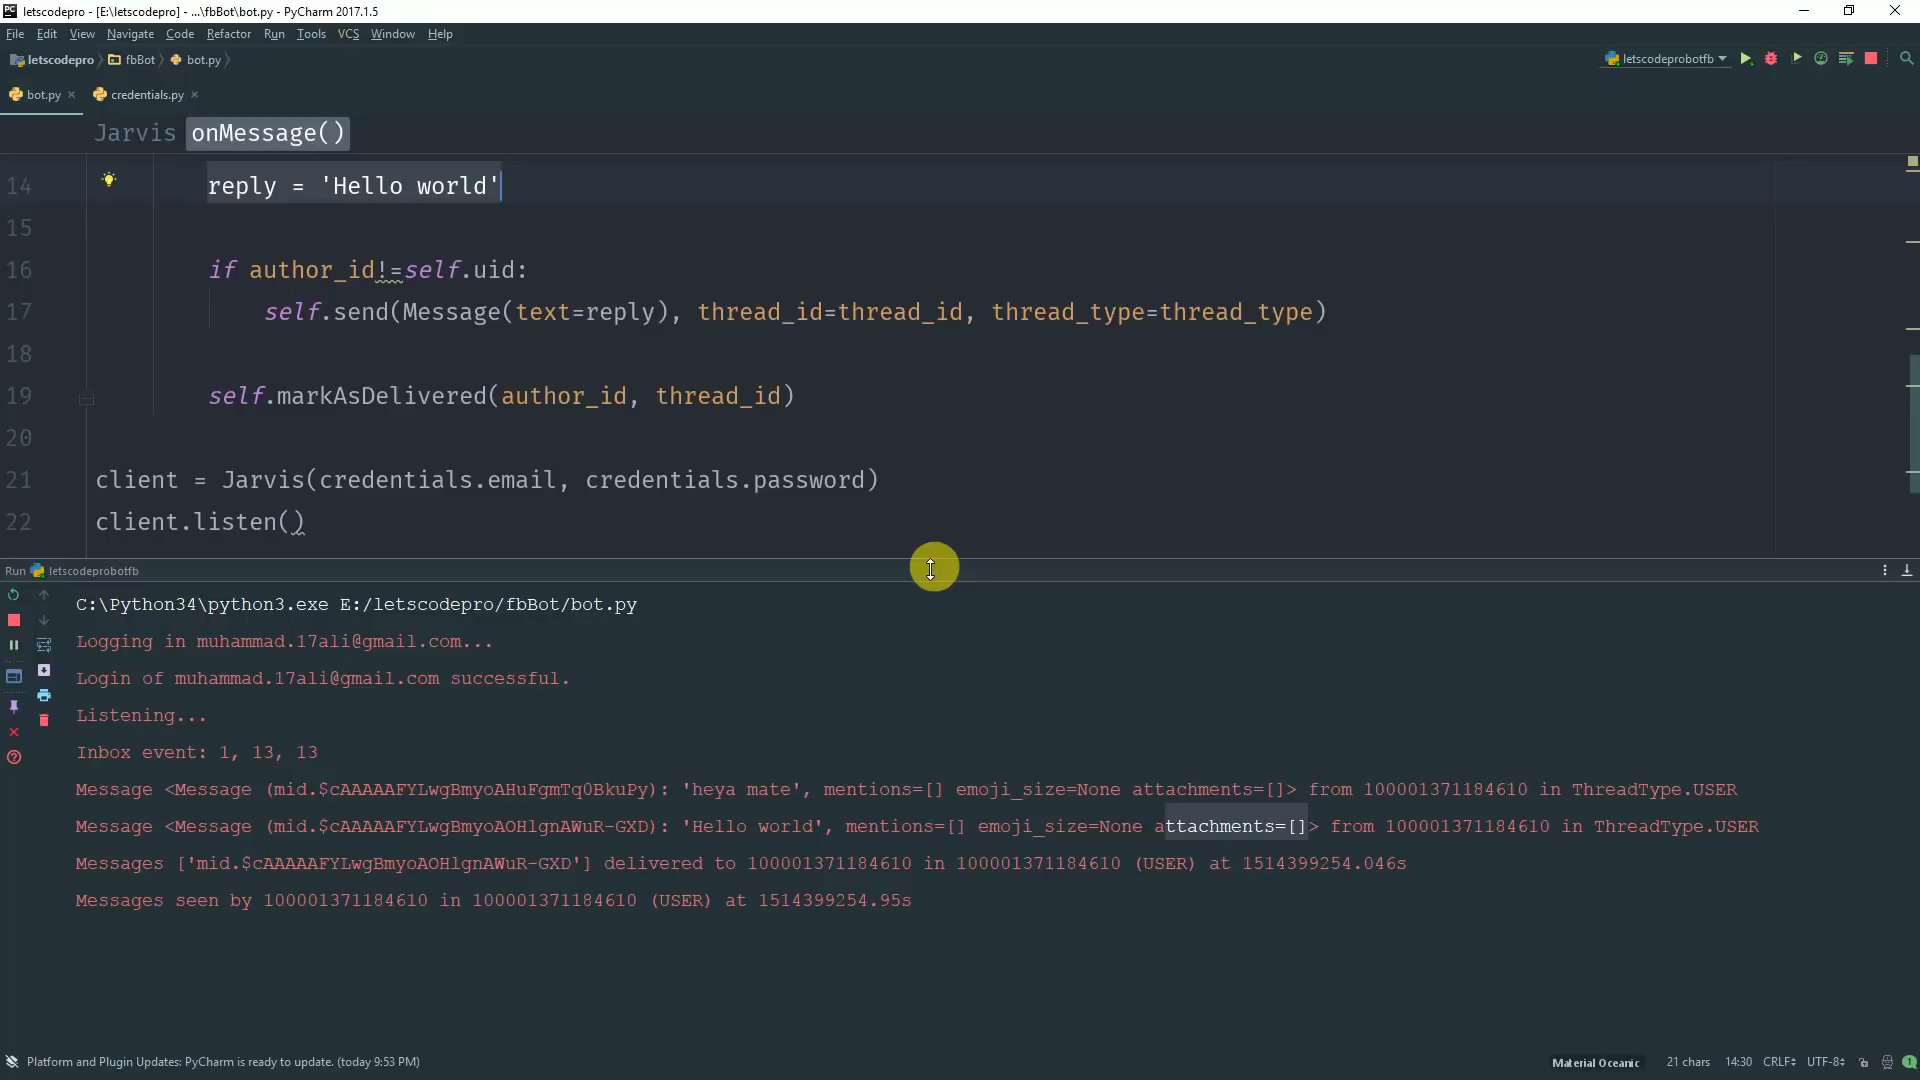 letscodepro - [E:\letscodepro] - ...\fbBot\bot.py - PyCharm 2017.1.5
File Edit View Navigate Code Refactor Run Tools VCS Window Help
letscodepro fbBot bot.py letscodeprobotfb
bot.py credentials.py
Jarvis onMessage()
14 reply = 'Hello world'
15
16 if author_id!=self.uid:
17 self.send(Message(text=reply), thread_id=thread_id, thread_type=thread_type)
18
19 self.markAsDelivered(author_id, thread_id)
20
21 client = Jarvis(credentials.email, credentials.password)
22 client.listen()
Run letscodeprobotfb
C:\Python34\python3.exe E:/letscodepro/fbBot/bot.py
Logging in muhammad.17ali@gmail.com...
Login of muhammad.17ali@gmail.com successful.
Listening...
Inbox event: 1, 13, 13
Message <Message (mid.$cAAAAAFYLwgBmyoAHuFgmTq0BkuPy): 'heya mate', mentions=[] emoji_size=None attachments=[]> from 100001371184610 in ThreadType.USER
Message <Message (mid.$cAAAAAFYLwgBmyoAOHlgnAWuR-GXD): 'Hello world', mentions=[] emoji_size=None attachments=[]> from 100001371184610 in ThreadType.USER
Messages ['mid.$cAAAAAFYLwgBmyoAOHlgnAWuR-GXD'] delivered to 100001371184610 in 100001371184610 (USER) at 1514399254.046s
Messages seen by 100001371184610 in 100001371184610 (USER) at 1514399254.95s
Platform and Plugin Updates: PyCharm is ready to update. (today 9:53 PM) Material Oceanic 21 chars 14:30 CRLF UTF-8 1